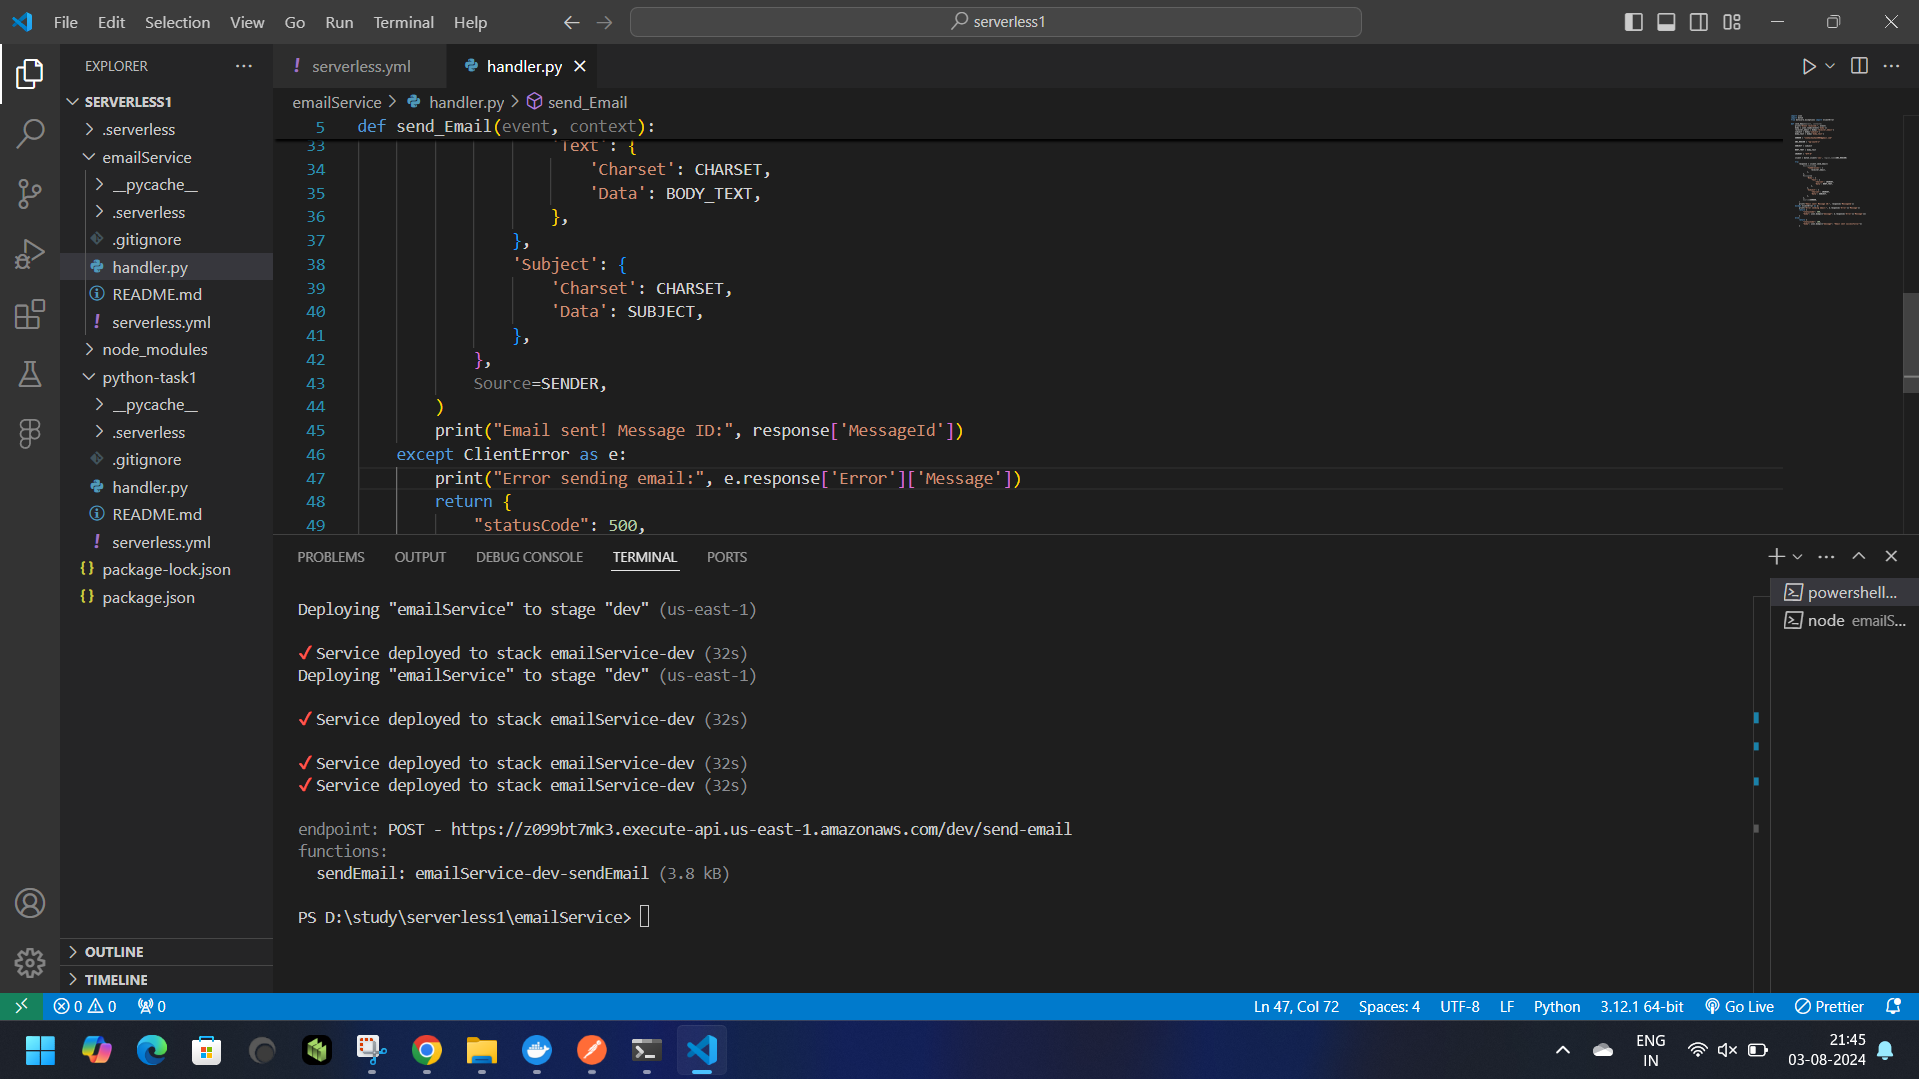 File Edit Selection View Go Run Terminal Help
serverless1
EXPLORER
SERVERLESS1
.serverless
emailService
__pycache__
.serverless
.gitignore
handler.py
README.md
serverless.yml
node_modules
python-task1
__pycache__
.serverless
.gitignore
handler.py
README.md
serverless.yml
package-lock.json
package.json
OUTLINE
TIMELINE
serverless.yml
handler.py
emailService > handler.py > send_Email
5 def send_Email(event, context):
33 'Text': {
34 'Charset': CHARSET,
35 'Data': BODY_TEXT,
36 },
37 },
38 'Subject': {
39 'Charset': CHARSET,
40 'Data': SUBJECT,
41 },
42 },
43 Source=SENDER,
44 )
45 print("Email sent! Message ID:", response['MessageId'])
46 except ClientError as e:
47 print("Error sending email:", e.response['Error']['Message'])
48 return {
49 "statusCode": 500,
PROBLEMS OUTPUT DEBUG CONSOLE TERMINAL PORTS
Deploying "emailService" to stage "dev" (us-east-1)
✓ Service deployed to stack emailService-dev (32s)
Deploying "emailService" to stage "dev" (us-east-1)
✓ Service deployed to stack emailService-dev (32s)
✓ Service deployed to stack emailService-dev (32s)
✓ Service deployed to stack emailService-dev (32s)
endpoint: POST - https://z099bt7mk3.execute-api.us-east-1.amazonaws.com/dev/send-email
functions:
sendEmail: emailService-dev-sendEmail (3.8 kB)
PS D:\study\serverless1\emailService>
powershell...
node emailS...
0 0 0
Ln 47, Col 72 Spaces: 4 UTF-8 LF Python 3.12.1 64-bit Go Live Prettier
ENG
IN
21:45
03-08-2024